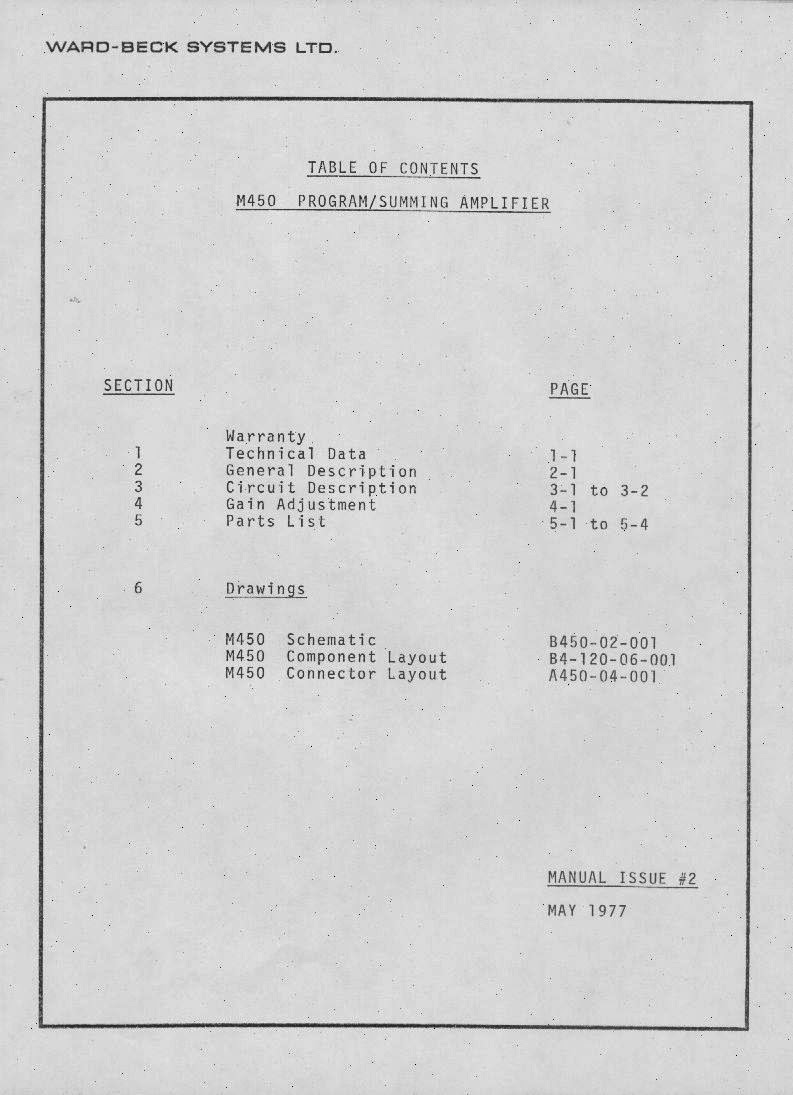 WARD-BECK SYSTEMS LTD.
TABLE OF CONTENTS
M450 PROGRAM/SUMMING AMPLIFIER
SECTION PAGE
Warranty
1 Technical Data 1-1
2 General Description 2-1
3 Circuit Description 3-1 to 3-2
4 Gain Adjustment 4-1
5 Parts List 5-1 to 5-4
6 Drawings
M450 Schematic B450-02-001
M450 Component Layout B4-120-06-001
M450 Connector Layout A450-04-001
MANUAL ISSUE #2
MAY 1977